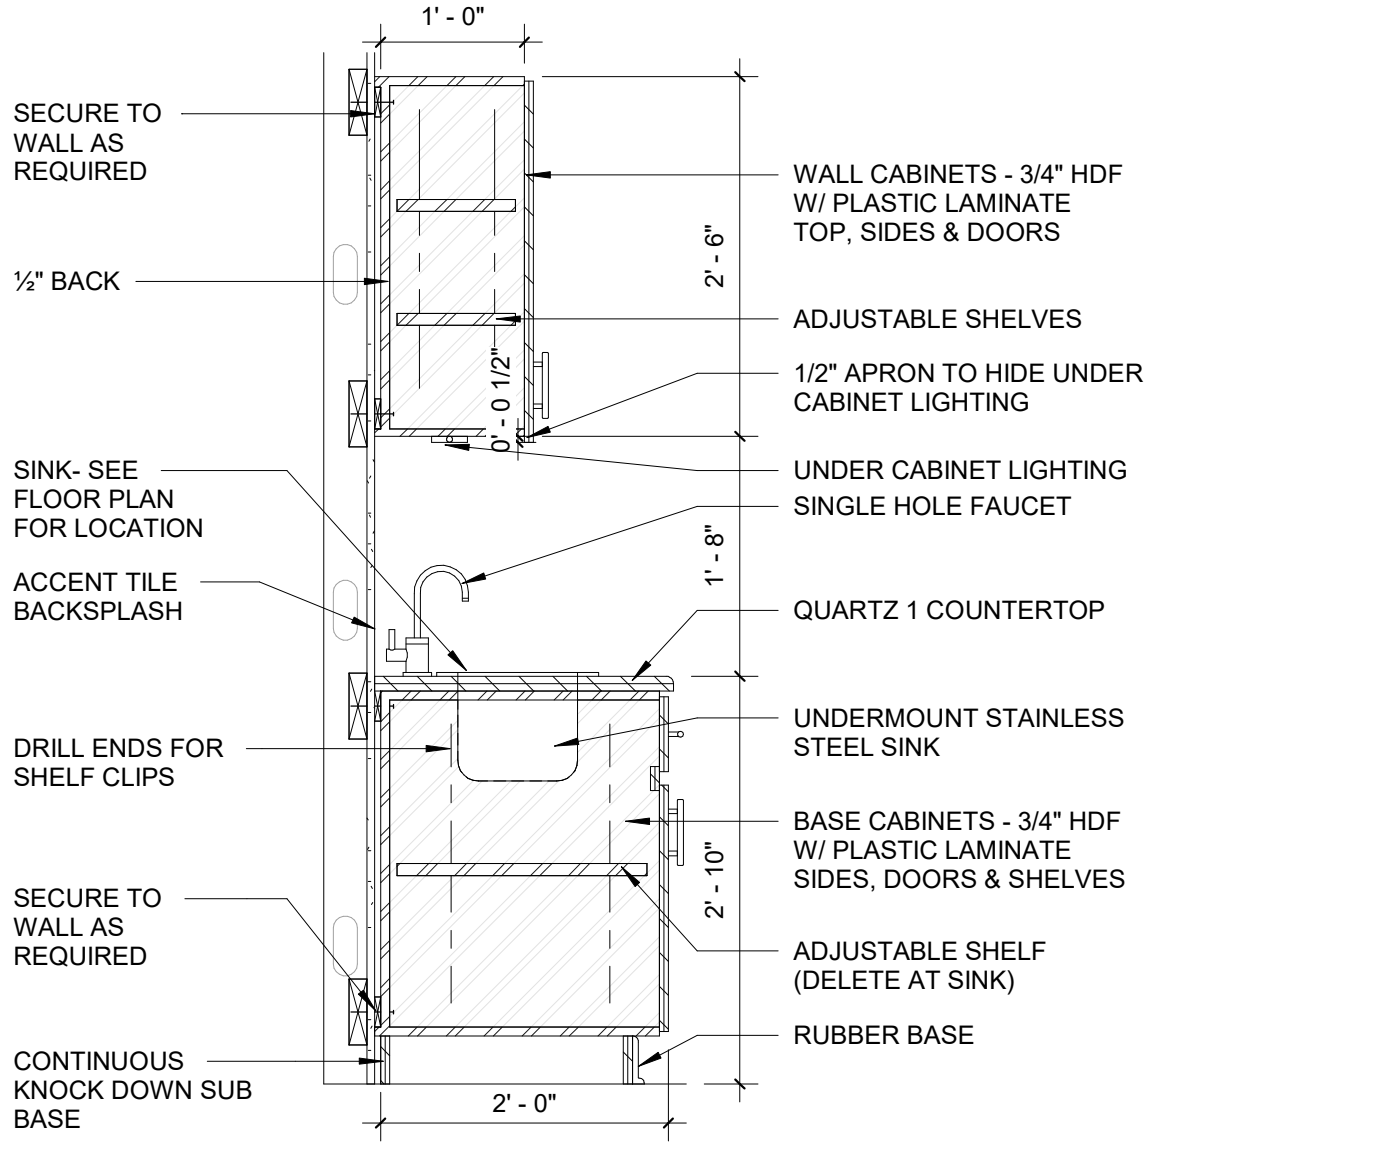 1' - 0"
SECURE TO
WALL AS
REQUIRED
½" BACK
SINK- SEE
FLOOR PLAN
FOR LOCATION
ACCENT TILE
BACKSPLASH
DRILL ENDS FOR
SHELF CLIPS
SECURE TO
WALL AS
REQUIRED
CONTINUOUS
KNOCK DOWN SUB
BASE
0' - 0 1/2"
2' - 6"
1' - 8"
2' - 10"
2' - 0"
WALL CABINETS - 3/4" HDF
W/ PLASTIC LAMINATE
TOP, SIDES & DOORS
ADJUSTABLE SHELVES
1/2" APRON TO HIDE UNDER
CABINET LIGHTING
UNDER CABINET LIGHTING
SINGLE HOLE FAUCET
QUARTZ 1 COUNTERTOP
UNDERMOUNT STAINLESS
STEEL SINK
BASE CABINETS - 3/4" HDF
W/ PLASTIC LAMINATE
SIDES, DOORS & SHELVES
ADJUSTABLE SHELF
(DELETE AT SINK)
RUBBER BASE